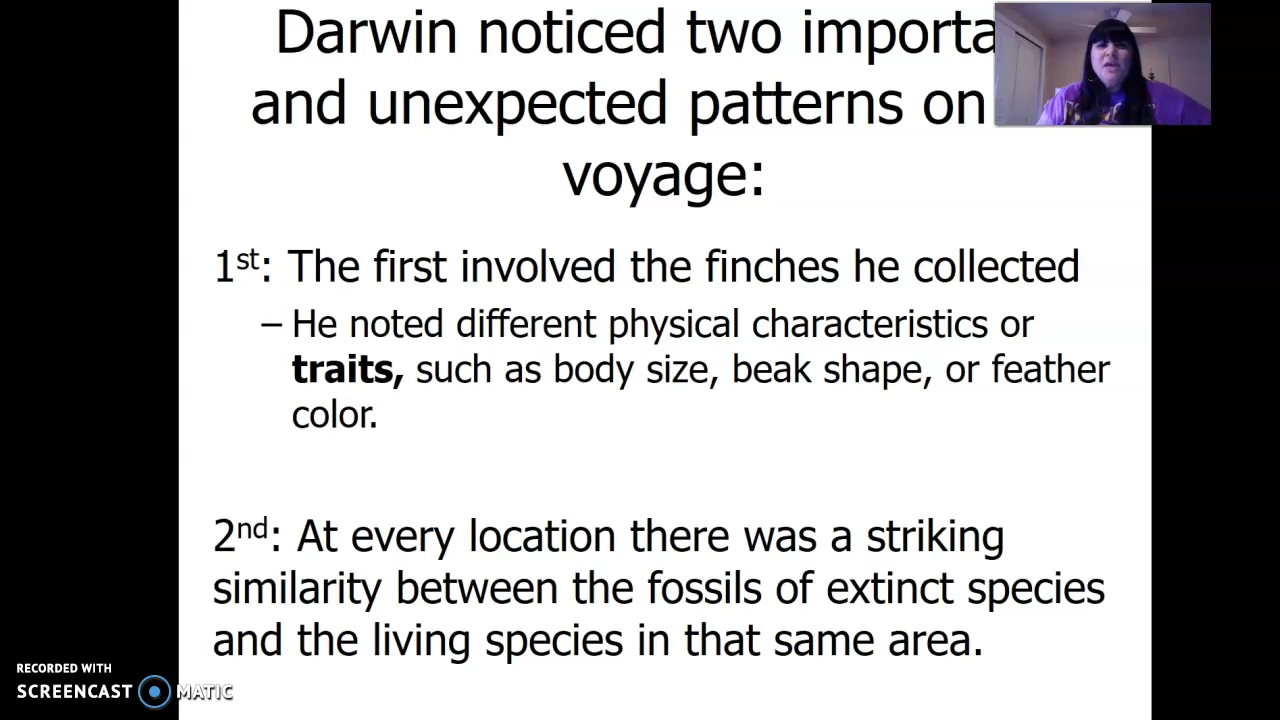 Darwin noticed two importa
and unexpected patterns on
voyage:
1st: The first involved the finches he collected
– He noted different physical characteristics or
traits, such as body size, beak shape, or feather
color.
2nd: At every location there was a striking
similarity between the fossils of extinct species
and the living species in that same area.
RECORDED WITH
SCREENCAST MATIC